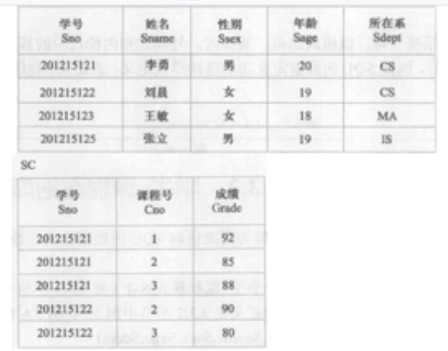 学号 姓名 性别 年龄 所在系
Sno Sname Ssex Sage Sdept
201215121 李勇 男 20 CS
201215122 刘晨 女 19 CS
201215123 王敏 女 18 MA
201215125 张立 男 19 IS
SC
学号 课程号 成绩
Sno Cno Grade
201215121 1 92
201215121 2 85
201215121 3 88
201215122 2 90
201215122 3 80